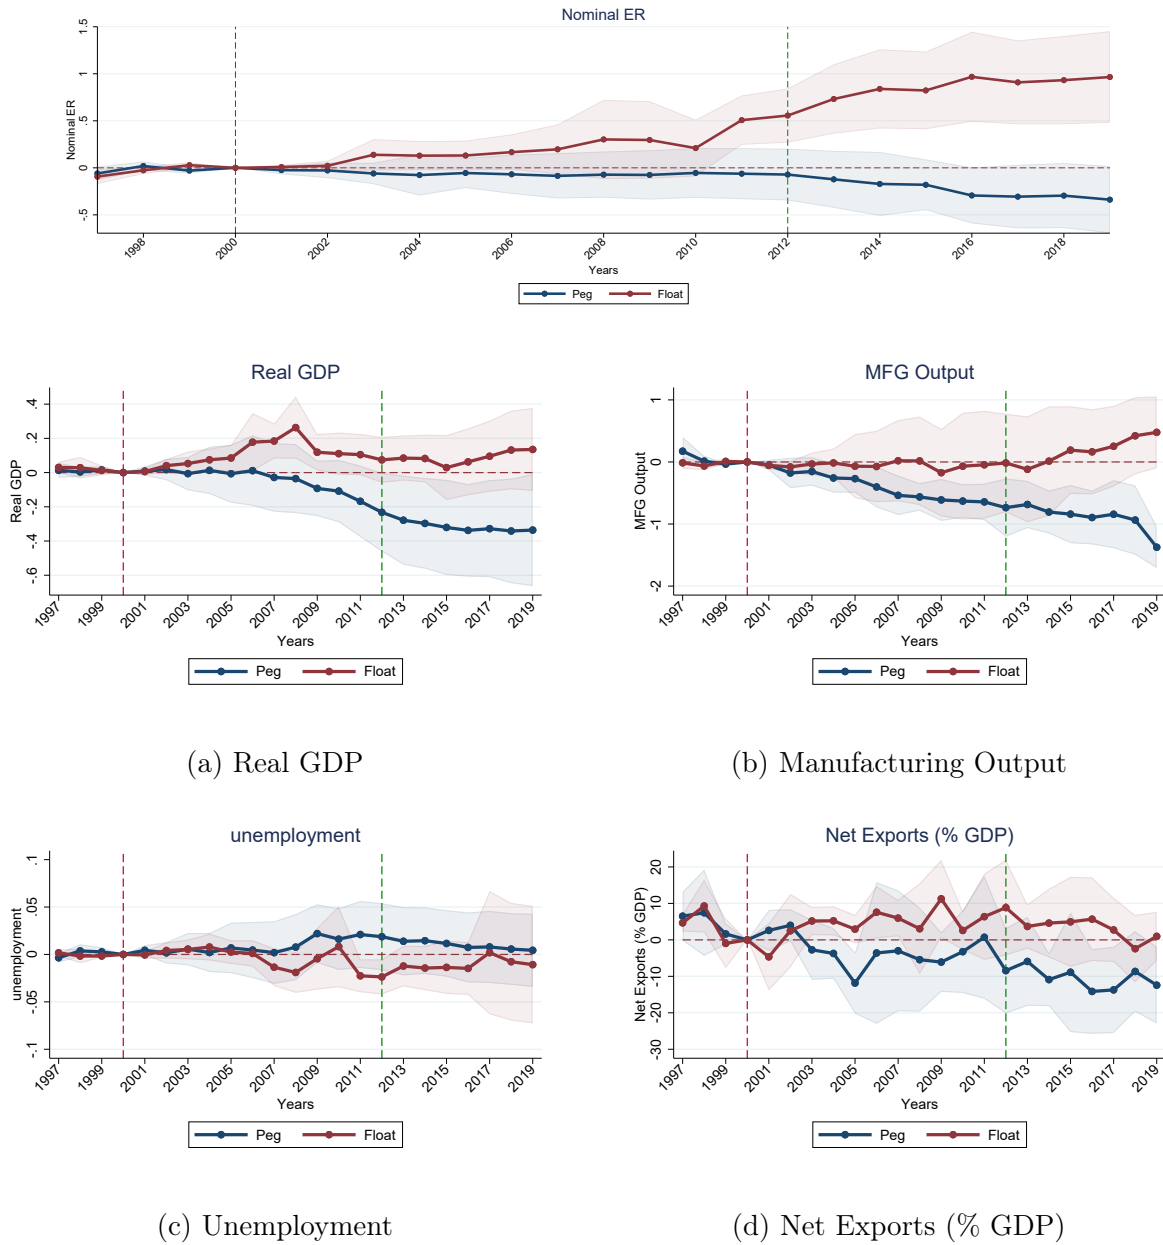 Nominal ER
Nominal ER
1.5
1
.5
0
-.5
1998 2000 2002 2004 2006 2008 2010 2012 2014 2016 2018
Years
Peg Float
Real GDP
Real GDP
.4
.2
0
-.2
-.4
-.6
1997 1999 2001 2003 2005 2007 2009 2011 2013 2015 2017 2019
Years
Peg Float
(a) Real GDP
MFG Output
MFG Output
1
0
-1
-2
1997 1999 2001 2003 2005 2007 2009 2011 2013 2015 2017 2019
Years
Peg Float
(b) Manufacturing Output
unemployment
unemployment
.1
.05
0
-.05
-.1
1997 1999 2001 2003 2005 2007 2009 2011 2013 2015 2017 2019
Years
Peg Float
(c) Unemployment
Net Exports (% GDP)
Net Exports (% GDP)
20
10
0
-10
-20
-30
1997 1999 2001 2003 2005 2007 2009 2011 2013 2015 2017 2019
Years
Peg Float
(d) Net Exports (% GDP)